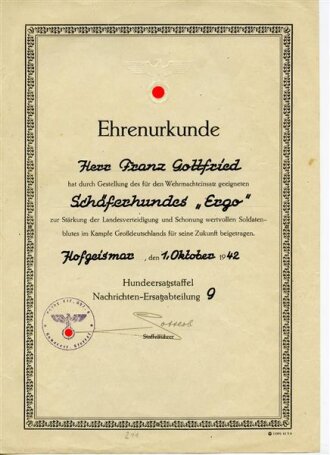 Ehrenurkunde
Herr Franz Gottfried
hat durch Gestellung des für den Wehrmachteinsatz geeigneten
Schäferhundes „Ergo"
zur Stärkung der Landesverteidigung und Schonung wertvollen Soldaten-
blutes im Kampfe Großdeutschlands für seine Zukunft beigetragen.
Hofgeismar, den 1. Oktober 1942
Hundeersatzstaffel
Nachrichten-Ersatzabteilung 9
Staffelführer